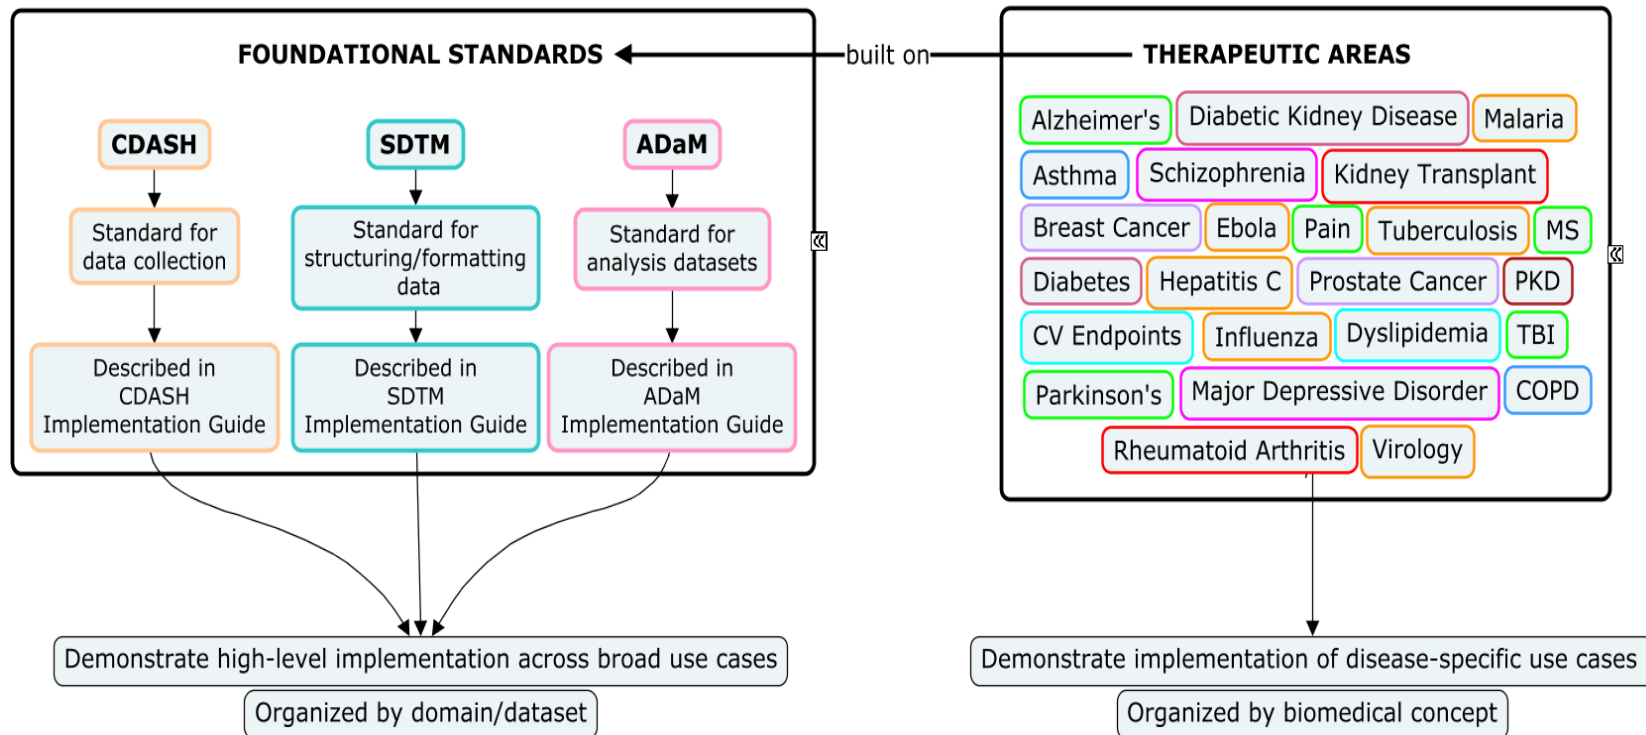 FOUNDATIONAL STANDARDS
built on
THERAPEUTIC AREAS
CDASH
SDTM
ADaM
Standard for
data collection
Standard for
structuring/formatting
data
Standard for
analysis datasets
Described in
CDASH
Implementation Guide
Described in
SDTM
Implementation Guide
Described in
ADaM
Implementation Guide
Alzheimer's
Diabetic Kidney Disease
Malaria
Asthma
Schizophrenia
Kidney Transplant
Breast Cancer
Ebola
Pain
Tuberculosis
MS
Diabetes
Hepatitis C
Prostate Cancer
PKD
CV Endpoints
Influenza
Dyslipidemia
TBI
Parkinson's
Major Depressive Disorder
COPD
Rheumatoid Arthritis
Virology
Demonstrate high-level implementation across broad use cases
Organized by domain/dataset
Demonstrate implementation of disease-specific use cases
Organized by biomedical concept